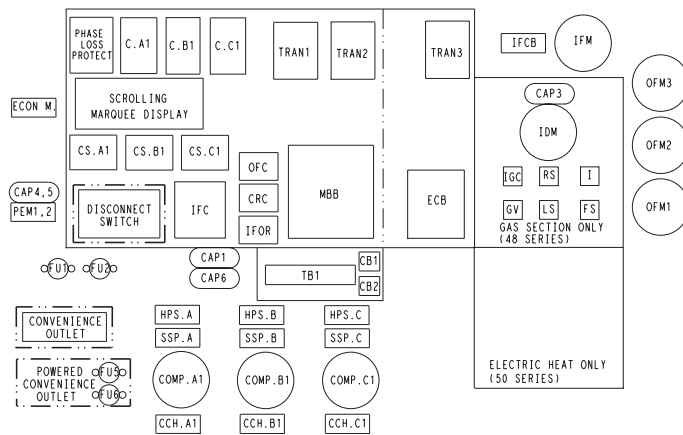 PHASE
LOSS
PROTECT
C.A1
C.B1
C.C1
TRAN1
TRAN2
TRAN3
IFCB
IFM
ECON M.
SCROLLING
MARQUEE DISPLAY
CAP3
IDM
OFM3
CS.A1
CS.B1
CS.C1
OFC
CRC
IFOR
MBB
ECB
IGC
RS
I
OFM2
CAP4,5
PEM1,2
DISCONNECT
SWITCH
IFC
GV
LS
FS
OFM1
GAS SECTION ONLY
(48 SERIES)
FU1
FU2
CAP1
CAP6
TB1
CB1
CB2
CONVENIENCE
OUTLET
HPS.A
HPS.B
HPS.C
SSP.A
SSP.B
SSP.C
POWERED
CONVENIENCE
OUTLET
FU5
FU6
COMP.A1
COMP.B1
COMP.C1
ELECTRIC HEAT ONLY
(50 SERIES)
CCH.A1
CCH.B1
CCH.C1